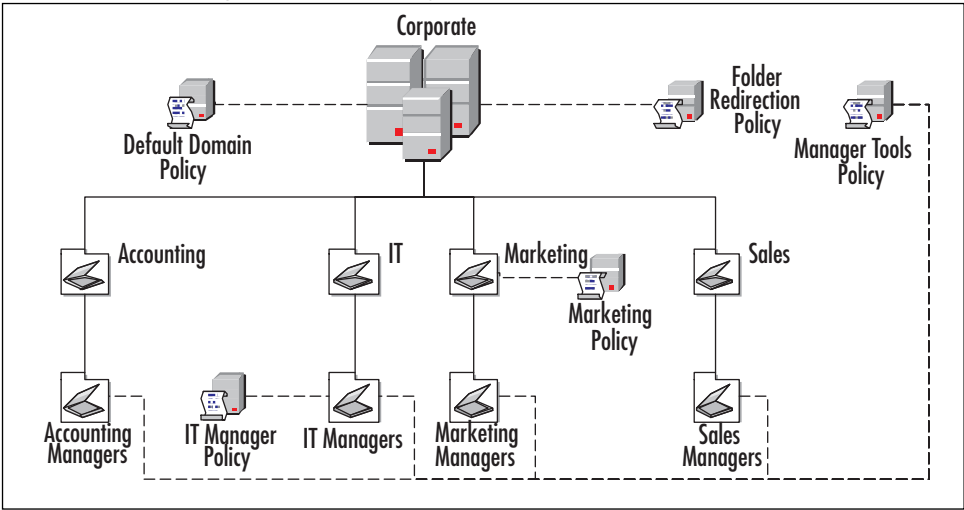 Corporate
Default Domain
Policy
Folder
Redirection
Policy
Manager Tools
Policy
Accounting
IT
Marketing
Sales
Marketing
Policy
Accounting
Managers
IT Manager
Policy
IT Managers
Marketing
Managers
Sales
Managers